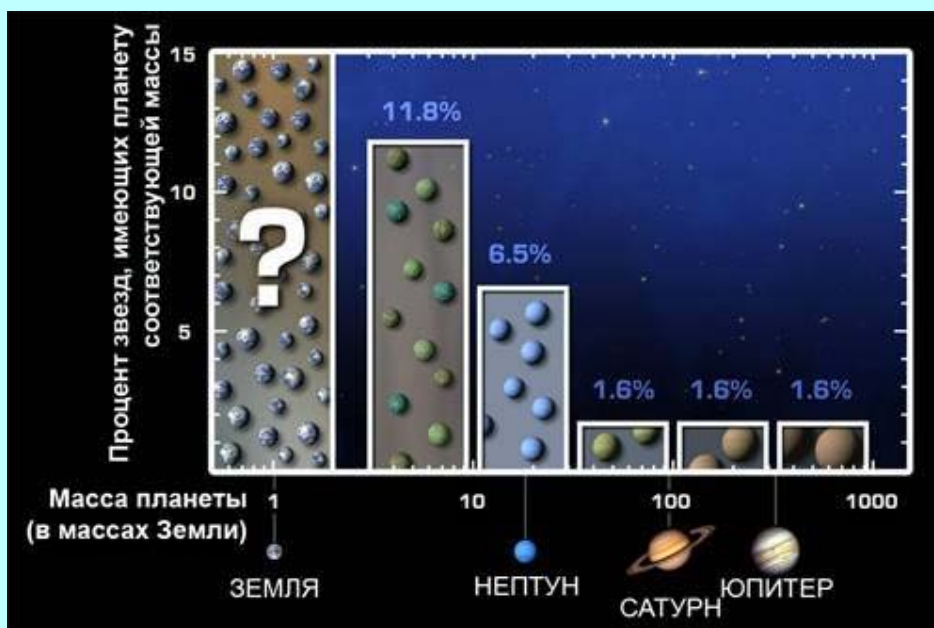 Процент звезд, имеющих планету
соответствующей массы
15
10
5
?
11.8%
6.5%
1.6%
1.6%
1.6%
Масса планеты
(в массах Земли)
1
10
100
1000
ЗЕМЛЯ
НЕПТУН
САТУРН
ЮПИТЕР